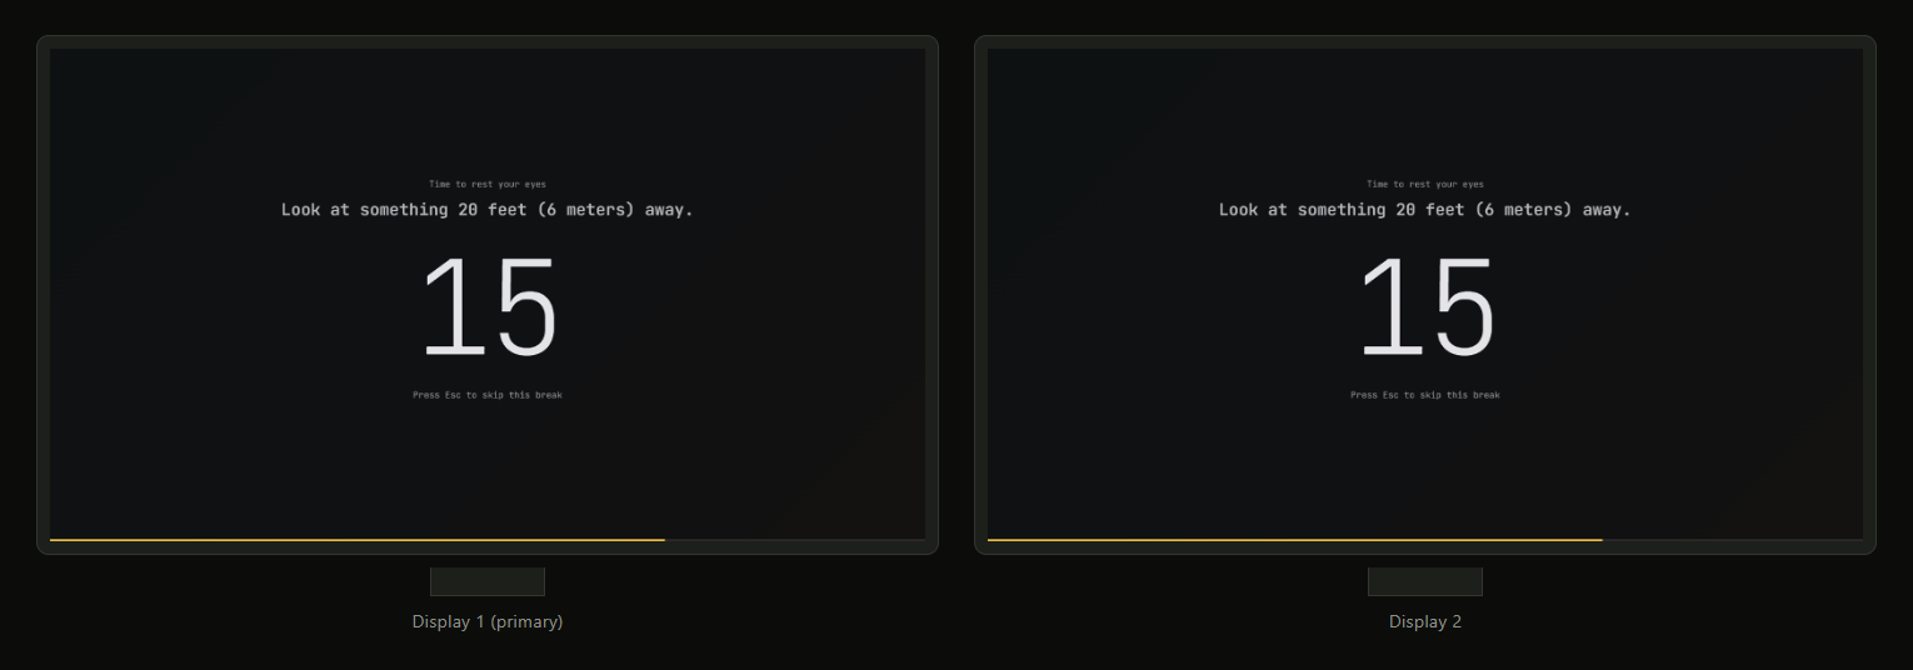 Time to rest your eyes
Look at something 20 feet (6 meters) away.
15
Press Esc to skip this break
Display 1 (primary)
Time to rest your eyes
Look at something 20 feet (6 meters) away.
15
Press Esc to skip this break
Display 2